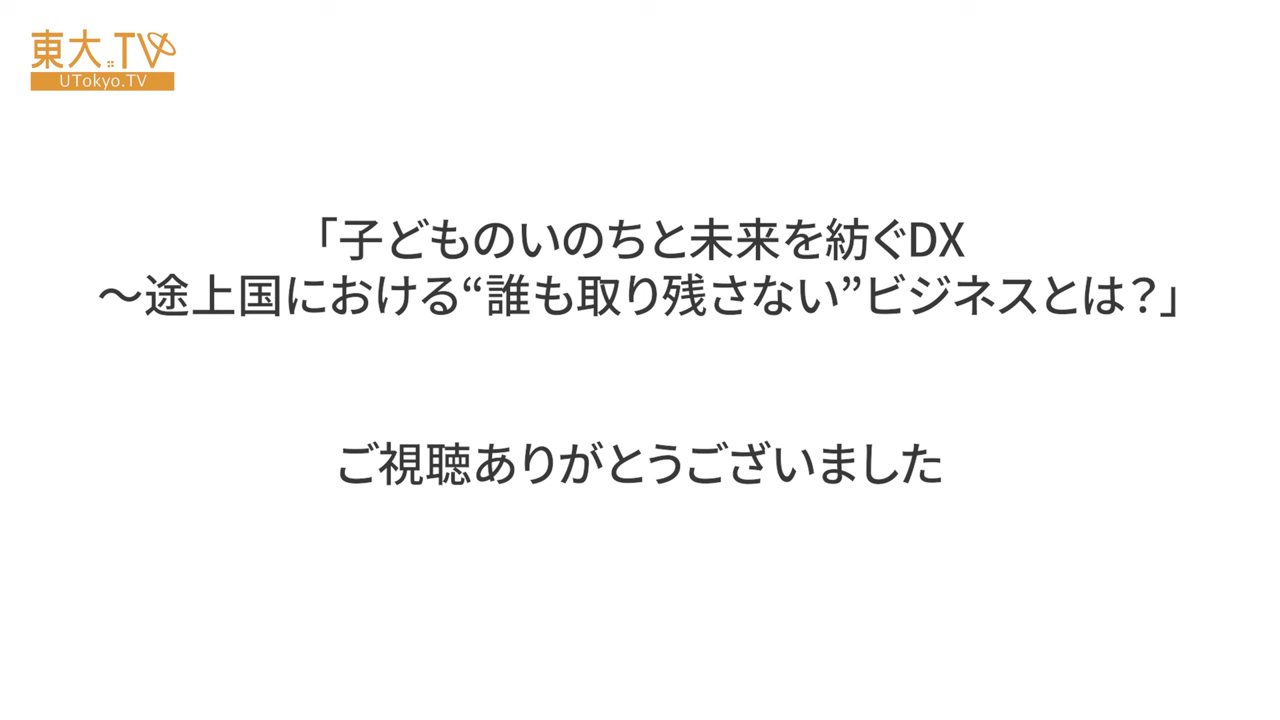 東大TV
UTokyo.TV
「子どものいのちと未来を紡ぐDX
～途上国における“誰も取り残さない”ビジネスとは？」
ご視聴ありがとうございました